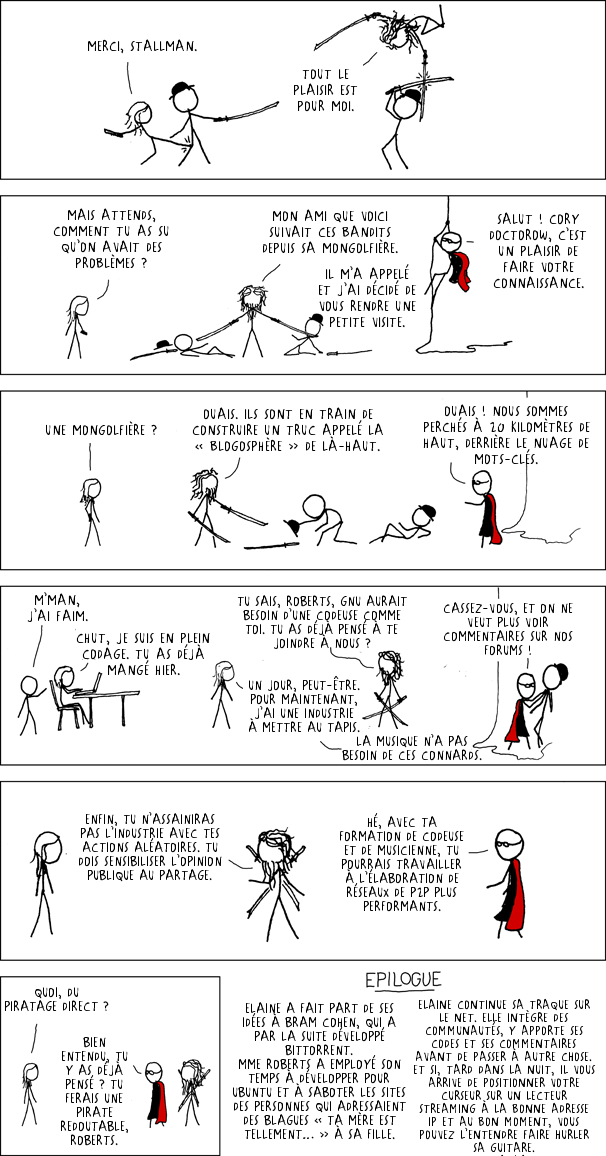 MERCI, STALLMAN.
TOUT LE
PLAISIR EST
POUR MOI.
MAIS ATTENDS,
COMMENT TU AS SU
QU'ON AVAIT DES
PROBLÈMES ?
MON AMI QUE VOICI
SUIVAIT CES BANDITS
DEPUIS SA MONGOLFIÈRE.
IL M'A APPELÉ
ET J'AI DÉCIDÉ DE
VOUS RENDRE UNE
PETITE VISITE.
SALUT ! CORY
DOCTOROW, C'EST
UN PLAISIR DE
FAIRE VOTRE
CONNAISSANCE.
UNE MONGOLFIÈRE ?
OUAIS. ILS SONT EN TRAIN DE
CONSTRUIRE UN TRUC APPELÉ LA
« BLOGOSPHÈRE » DE LÀ-HAUT.
OUAIS ! NOUS SOMMES
PERCHÉS À 20 KILOMÈTRES DE
HAUT, DERRIÈRE LE NUAGE DE
MOTS-CLÉS.
M'MAN,
J'AI FAIM.
CHUT, JE SUIS EN PLEIN
CODAGE. TU AS DÉJÀ
MANGÉ HIER.
TU SAIS, ROBERTS, GNU AURAIT
BESOIN D'UNE CODEUSE COMME
TOI. TU AS DÉJÀ PENSÉ À TE
JOINDRE À NOUS ?
UN JOUR, PEUT-ÊTRE.
POUR MAINTENANT,
J'AI UNE INDUSTRIE
À METTRE AU TAPIS.
LA MUSIQUE N'A PAS
BESOIN DE CES CONNARDS.
CASSEZ-VOUS, ET ON NE
VEUT PLUS VOIR
COMMENTAIRES SUR NOS
FORUMS !
ENFIN, TU N'ASSAINIRAS
PAS L'INDUSTRIE AVEC TES
ACTIONS ALÉATOIRES. TU
DOIS SENSIBILISER L'OPINION
PUBLIQUE AU PARTAGE.
HÉ, AVEC TA
FORMATION DE CODEUSE
ET DE MUSICIENNE, TU
POURRAIS TRAVAILLER
À L'ÉLABORATION DE
RÉSEAUX DE P2P PLUS
PERFORMANTS.
QUOI, DU
PIRATAGE DIRECT ?
BIEN
ENTENDU, TU
Y AS DÉJÀ
PENSÉ ? TU
FERAIS UNE
PIRATE
REDOUTABLE,
ROBERTS.
EPILOGUE
ELAINE A FAIT PART DE SES
IDÉES À BRAM COHEN, QUI A
PAR LA SUITE DÉVELOPPÉ
BITTORRENT.
MME ROBERTS A EMPLOYÉ SON
TEMPS À DÉVELOPPER POUR
UBUNTU ET À SABOTER LES SITES
DES PERSONNES QUI ADRESSAIENT
DES BLAGUES « TA MÈRE EST
TELLEMENT... » À SA FILLE.
ELAINE CONTINUE SA TRAQUE SUR
LE NET. ELLE INTÈGRE DES
COMMUNAUTÉS, Y APPORTE SES
CODES ET SES COMMENTAIRES
AVANT DE PASSER À AUTRE CHOSE.
ET SI, TARD DANS LA NUIT, IL VOUS
ARRIVE DE POSITIONNER VOTRE
CURSEUR SUR UN LECTEUR
STREAMING À LA BONNE ADRESSE
IP ET AU BON MOMENT, VOUS
POUVEZ L'ENTENDRE FAIRE HURLER
SA GUITARE.